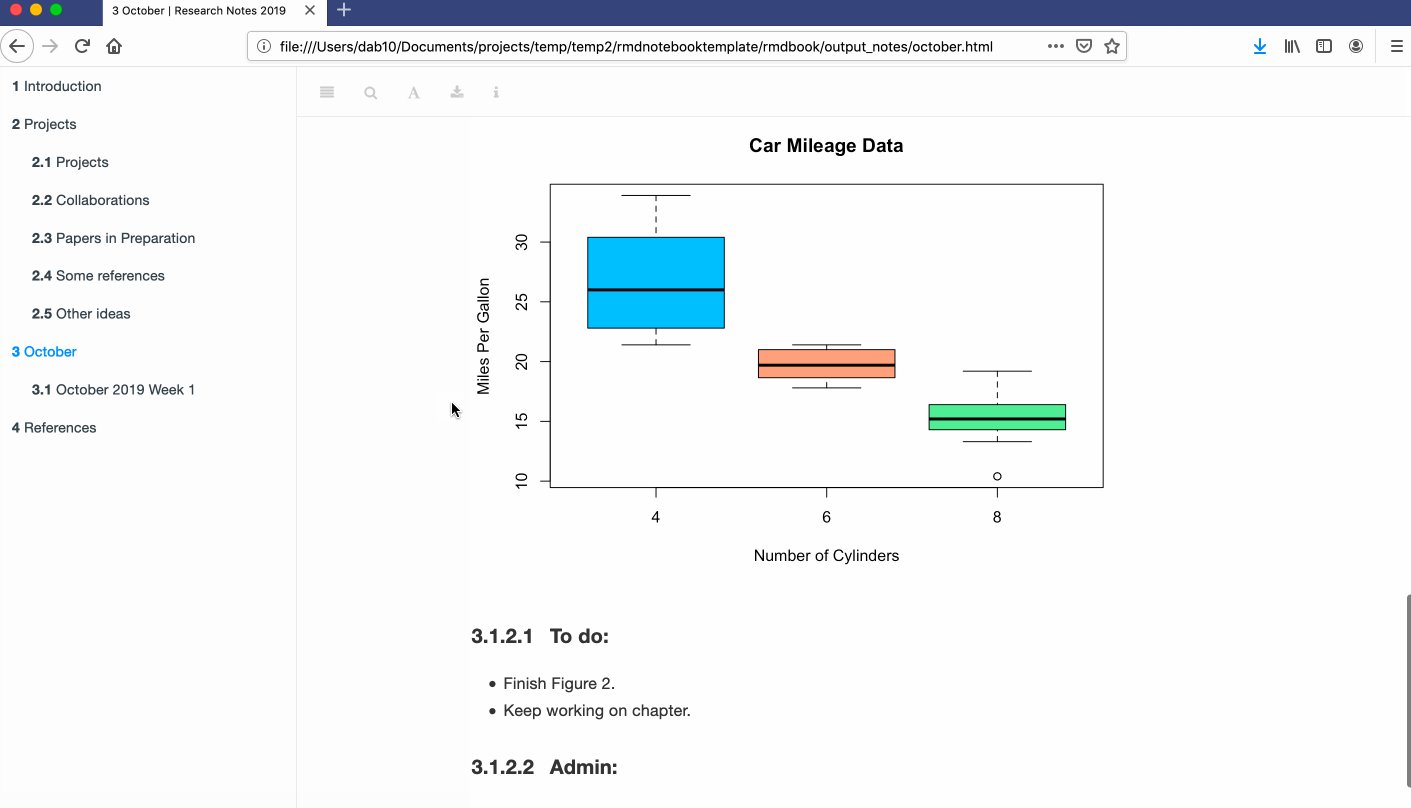 3 October | Research Notes 2019
file:///Users/dab10/Documents/projects/temp/temp2/rmdnotebooktemplate/rmdbook/output_notes/october.html
1 Introduction
2 Projects
2.1 Projects
2.2 Collaborations
2.3 Papers in Preparation
2.4 Some references
2.5 Other ideas
3 October
3.1 October 2019 Week 1
4 References
A
i
Car Mileage Data
Miles Per Gallon
30
25
20
15
10
4 6 8
Number of Cylinders
3.1.2.1 To do:
• Finish Figure 2.
• Keep working on chapter.
3.1.2.2 Admin: